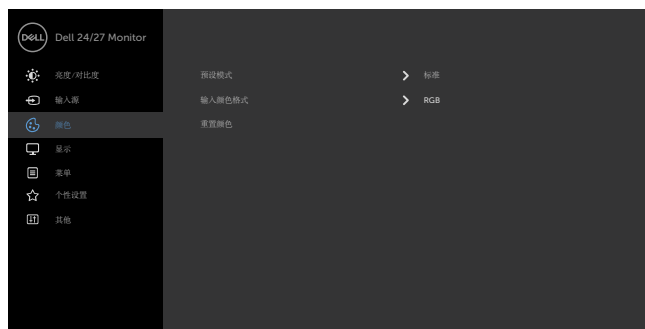 DELL Dell 24/27 Monitor
亮度/对比度
预设模式 标准
输入源
输入颜色格式 RGB
颜色
重置颜色
显示
菜单
个性设置
其他